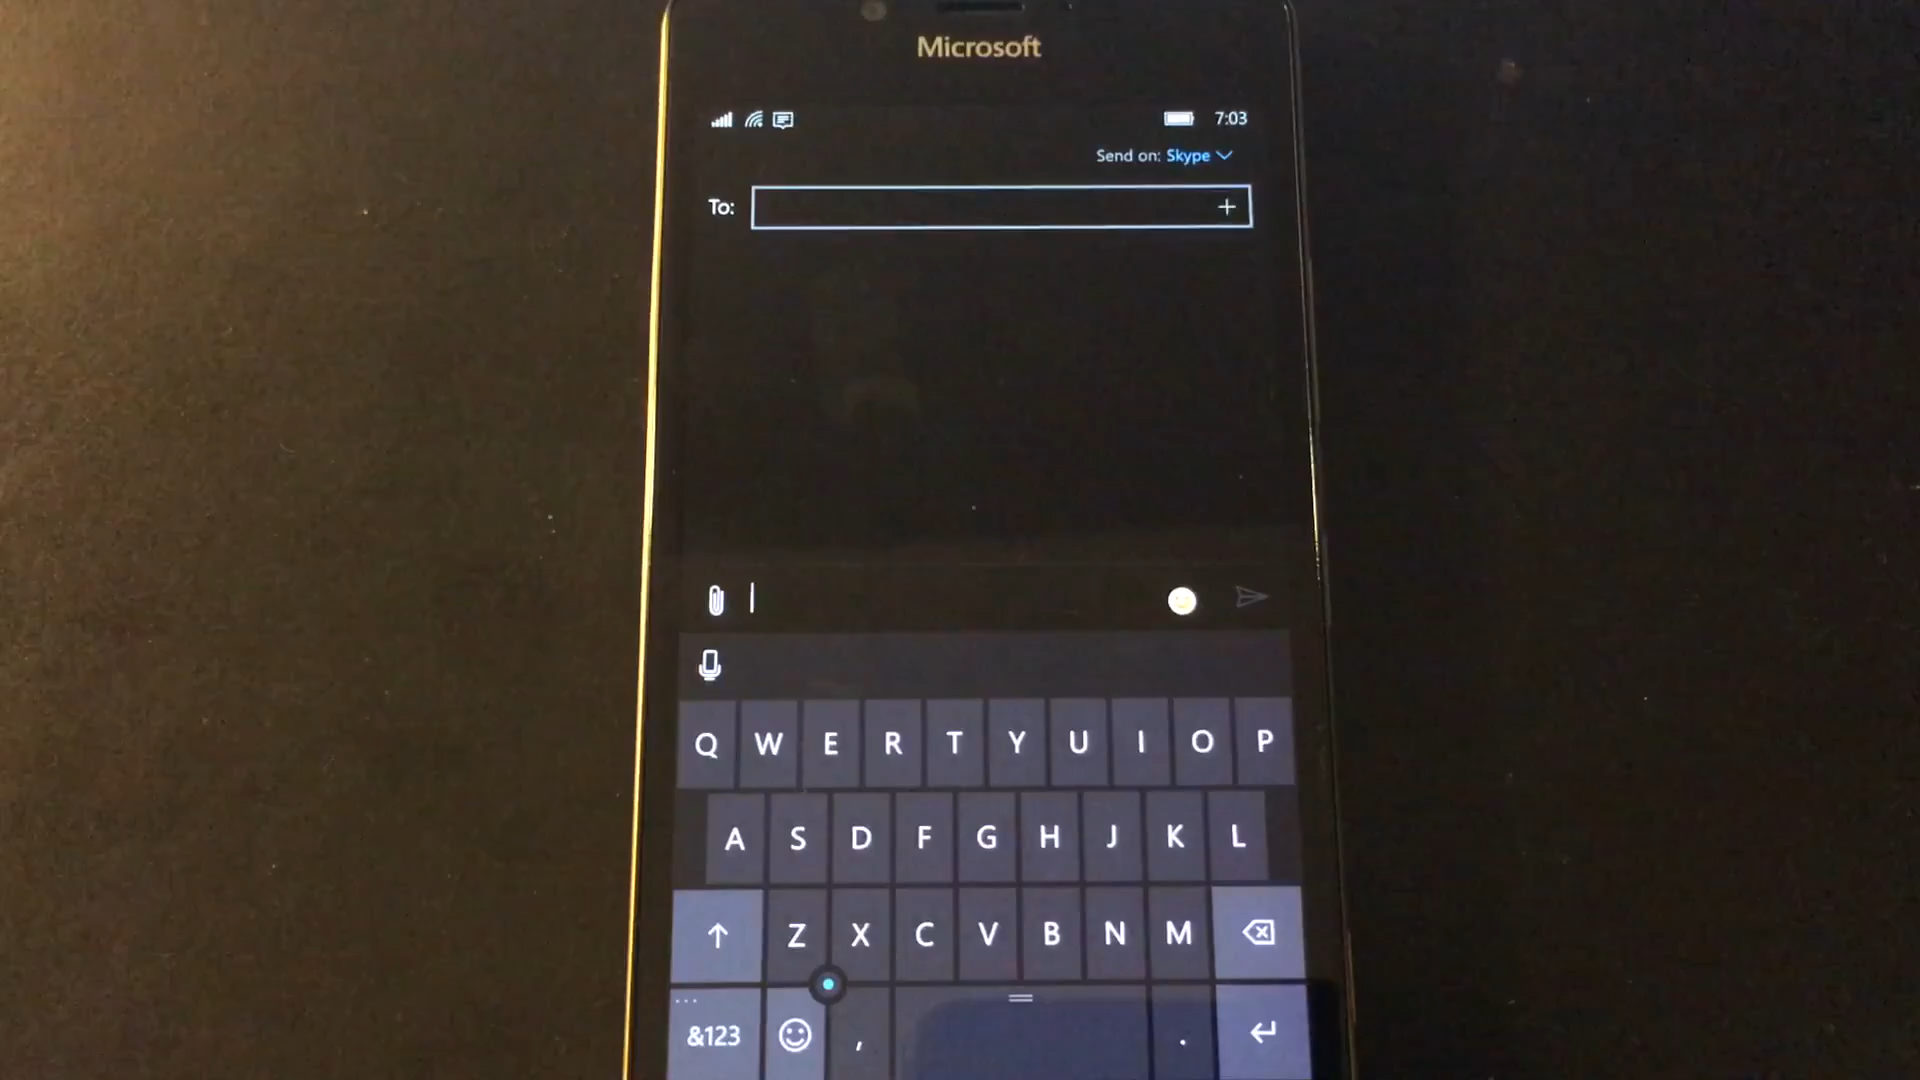 Microsoft
7:03
Send on: Skype
To:
Q W E R T Y U I O P
A S D F G H J K L
Z X C V B N M
&123 , .